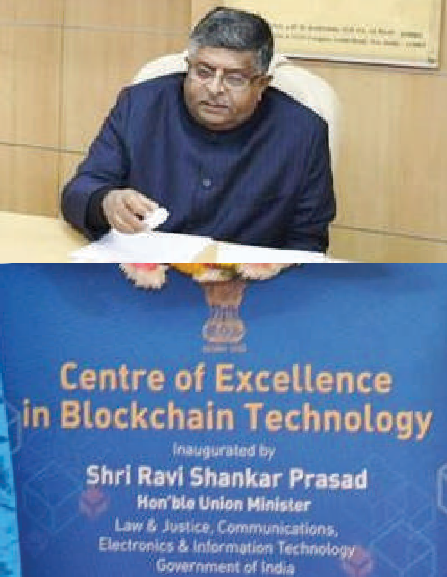 Centre of Excellence
in Blockchain Technology
Inaugurated by
Shri Ravi Shankar Prasad
Hon'ble Union Minister
Law & Justice, Communications,
Electronics & Information Technology
Government of India